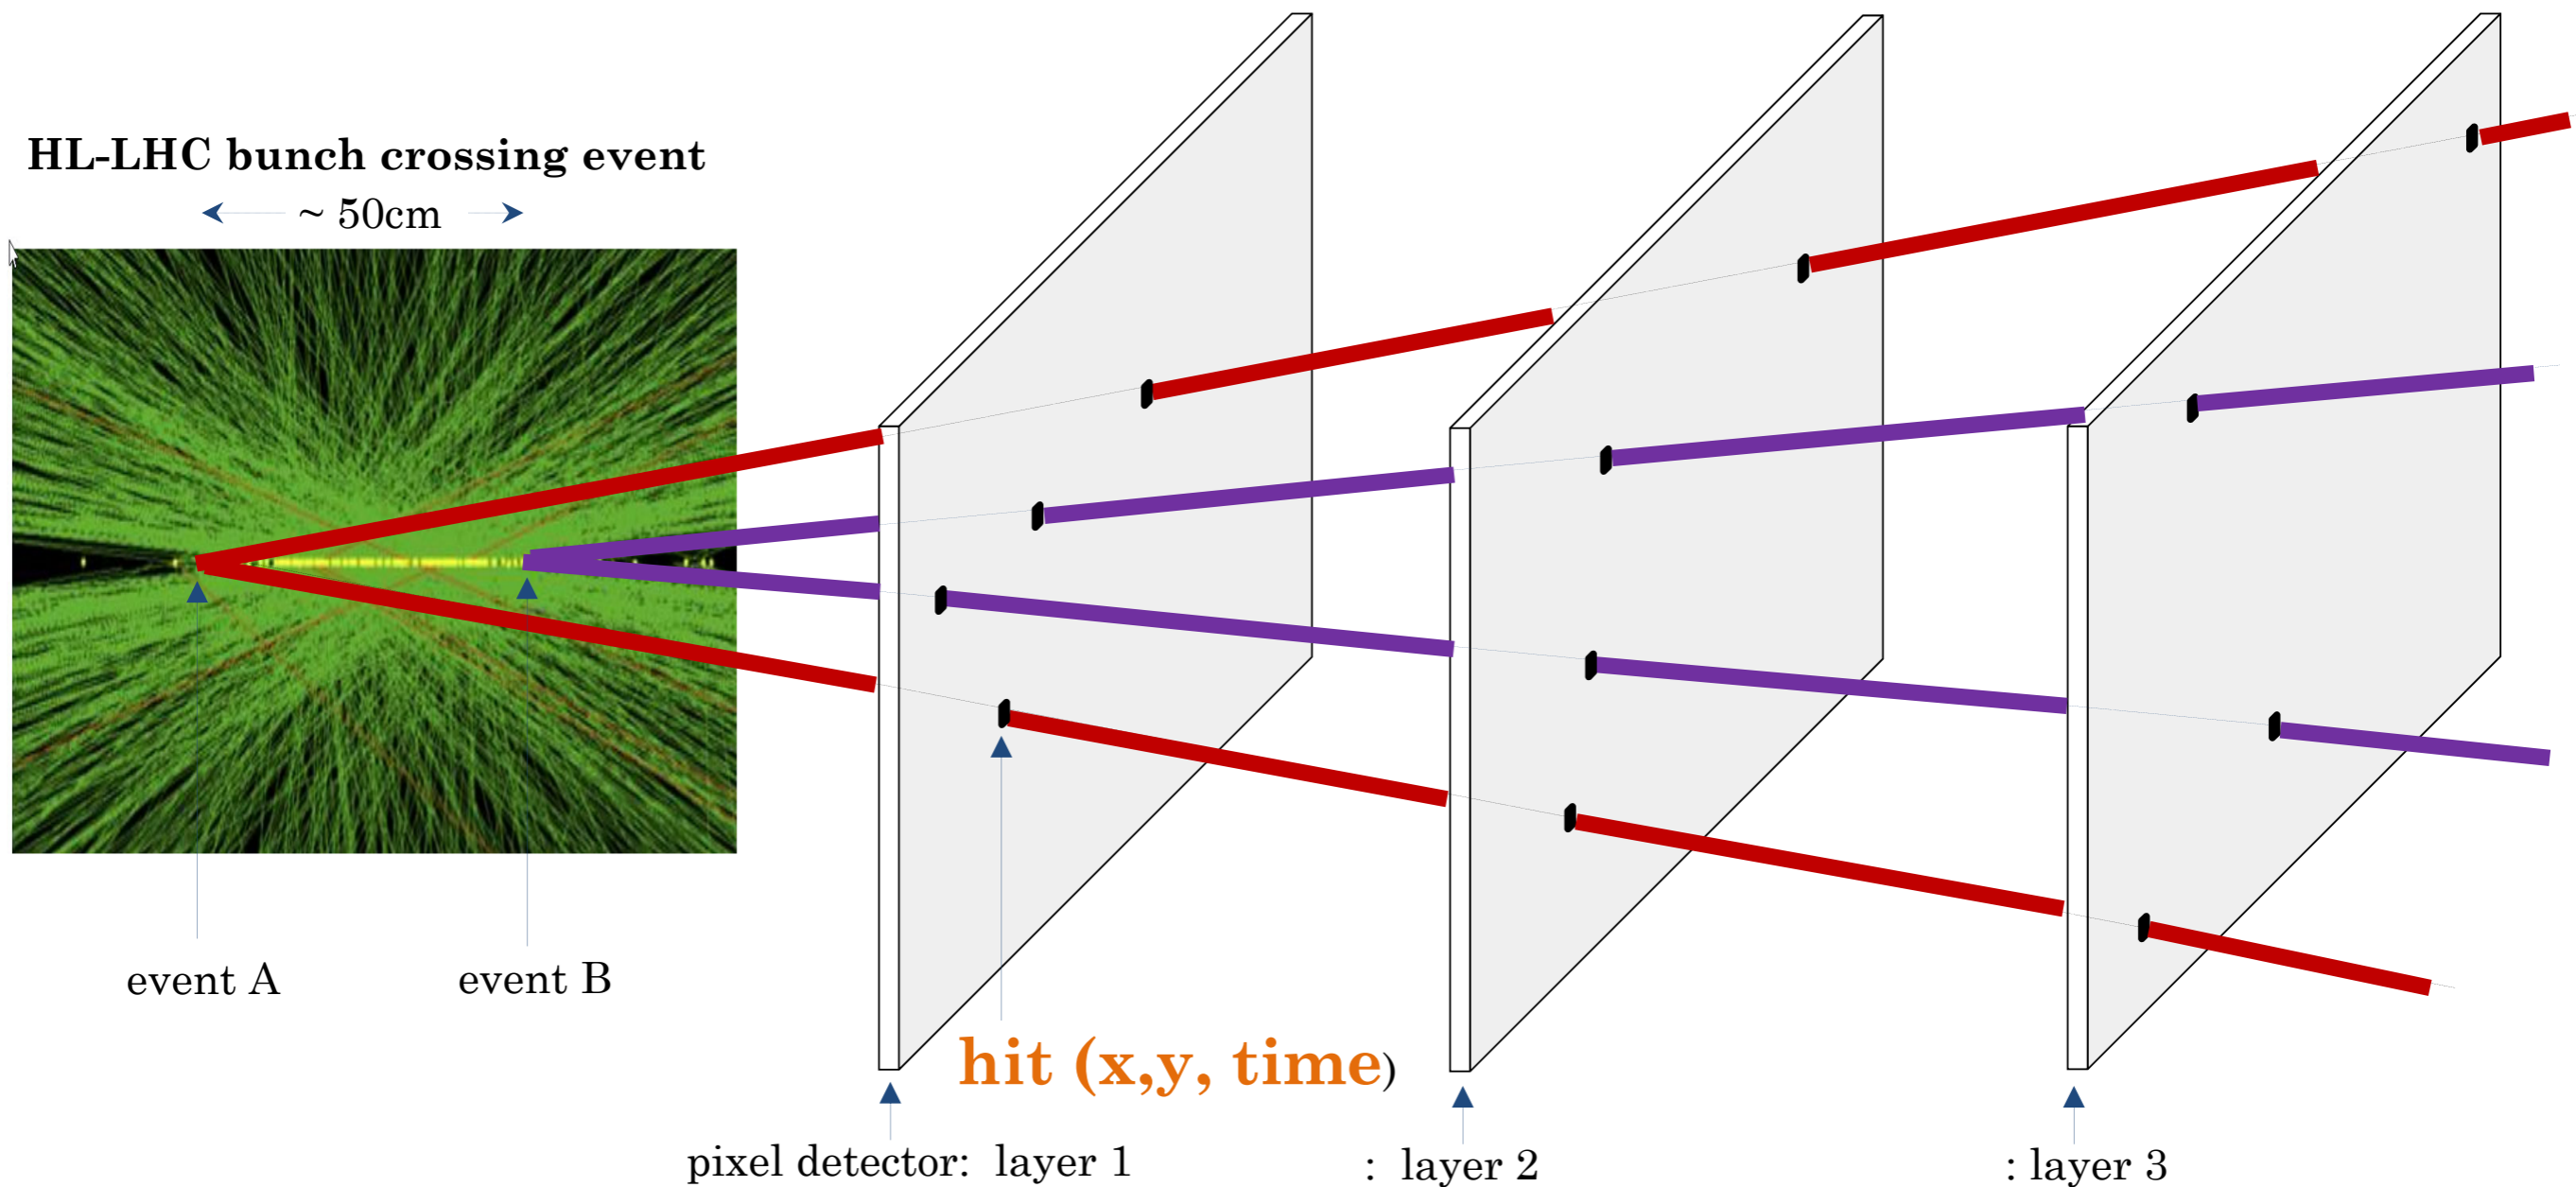 HL-LHC bunch crossing event
~ 50cm
event A
event B
hit (x,y, time)
pixel detector: layer 1
: layer 2
: layer 3